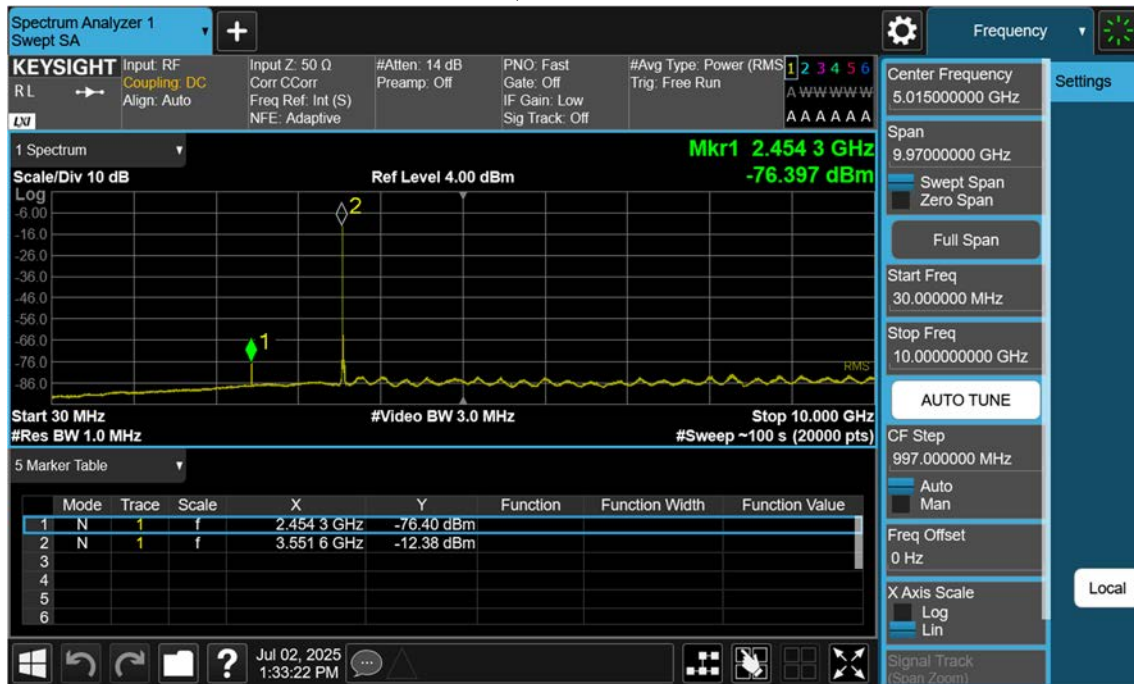 Spectrum Analyzer 1
Swept SA
Frequency
KEYSIGHT
RL
LXI
Input: RF
Coupling: DC
Align: Auto
Input Z: 50 Ω
Corr CCorr
Freq Ref: Int (S)
NFE: Adaptive
#Atten: 14 dB
Preamp: Off
PNO: Fast
Gate: Off
IF Gain: Low
Sig Track: Off
#Avg Type: Power (RMS
Trig: Free Run
1 2 3 4 5 6
A W W W W W
A A A A A A
1 Spectrum
Mkr1 2.454 3 GHz
-76.397 dBm
Scale/Div 10 dB
Ref Level 4.00 dBm
Log
-6.00
-16.0
-26.0
-36.0
-46.0
-56.0
-66.0
-76.0
-86.0
2
1
RMS
Start 30 MHz
#Video BW 3.0 MHz
Stop 10.000 GHz
#Res BW 1.0 MHz
#Sweep ~100 s (20000 pts)
5 Marker Table
Mode Trace Scale X Y Function Function Width Function Value
1 N 1 f 2.454 3 GHz -76.40 dBm
2 N 1 f 3.551 6 GHz -12.38 dBm
3
4
5
6
Jul 02, 2025
1:33:22 PM
Center Frequency
5.015000000 GHz
Span
9.97000000 GHz
Swept Span
Zero Span
Full Span
Start Freq
30.000000 MHz
Stop Freq
10.000000000 GHz
AUTO TUNE
CF Step
997.000000 MHz
Auto
Man
Freq Offset
0 Hz
X Axis Scale
Log
Lin
Signal Track
(Span Zoom)
Settings
Local